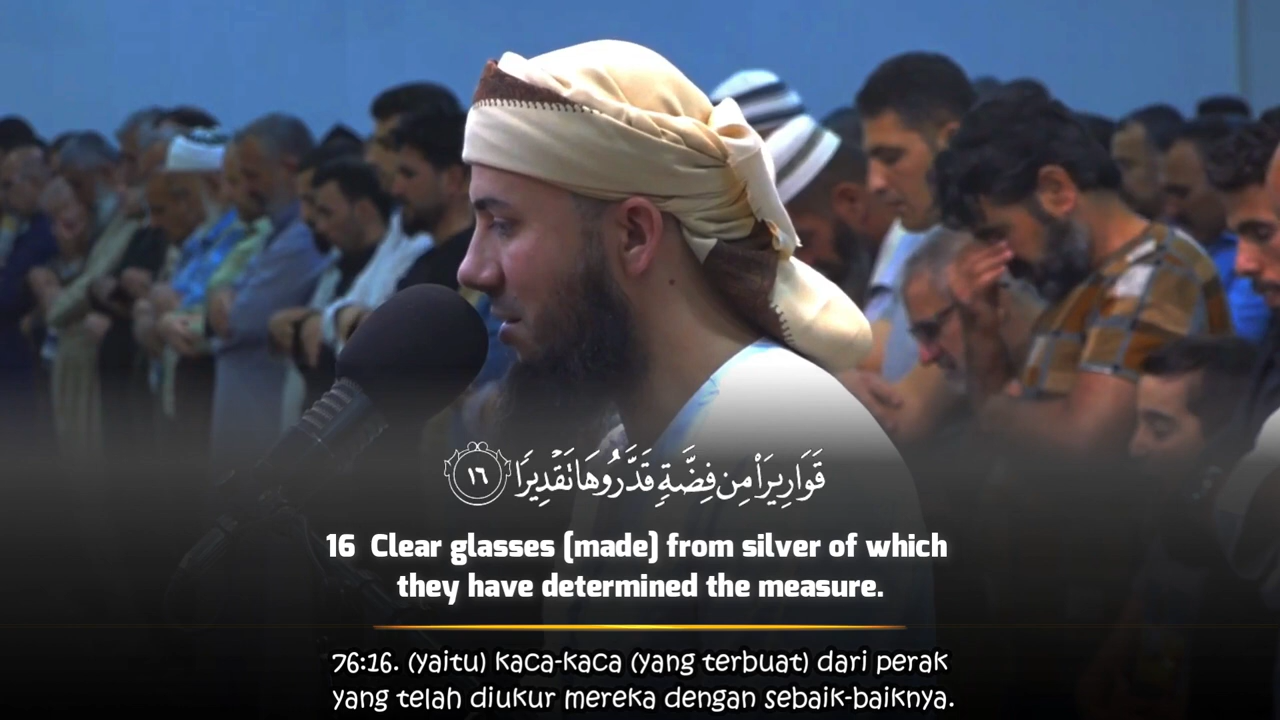 قَوَارِيرَا۟ مِن فِضَّةٍ قَدَّرُوهَا تَقْدِيرًا ١٦
16 Clear glasses (made) from silver of which
they have determined the measure.
76:16. (yaitu) kaca-kaca (yang terbuat) dari perak
yang telah diukur mereka dengan sebaik-baiknya.